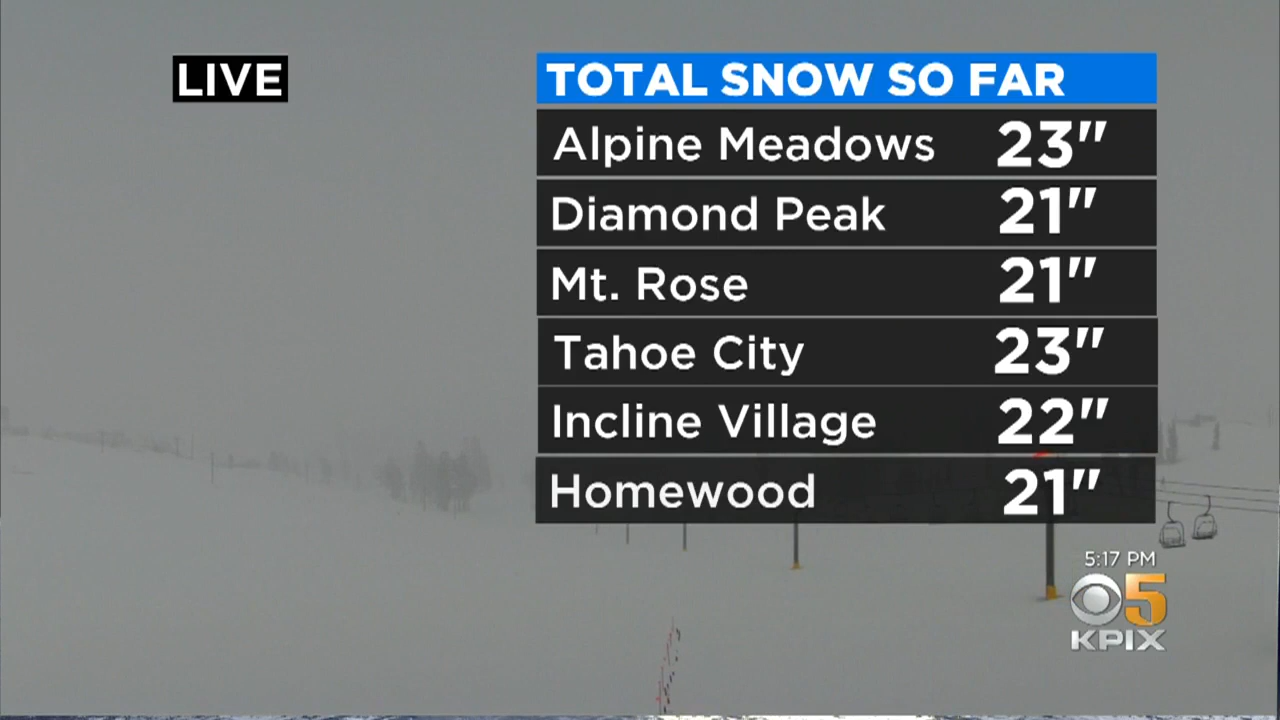 LIVE
TOTAL SNOW SO FAR
Alpine Meadows 23"
Diamond Peak 21"
Mt. Rose 21"
Tahoe City 23"
Incline Village 22"
Homewood 21"
5:17 PM
5
KPIX